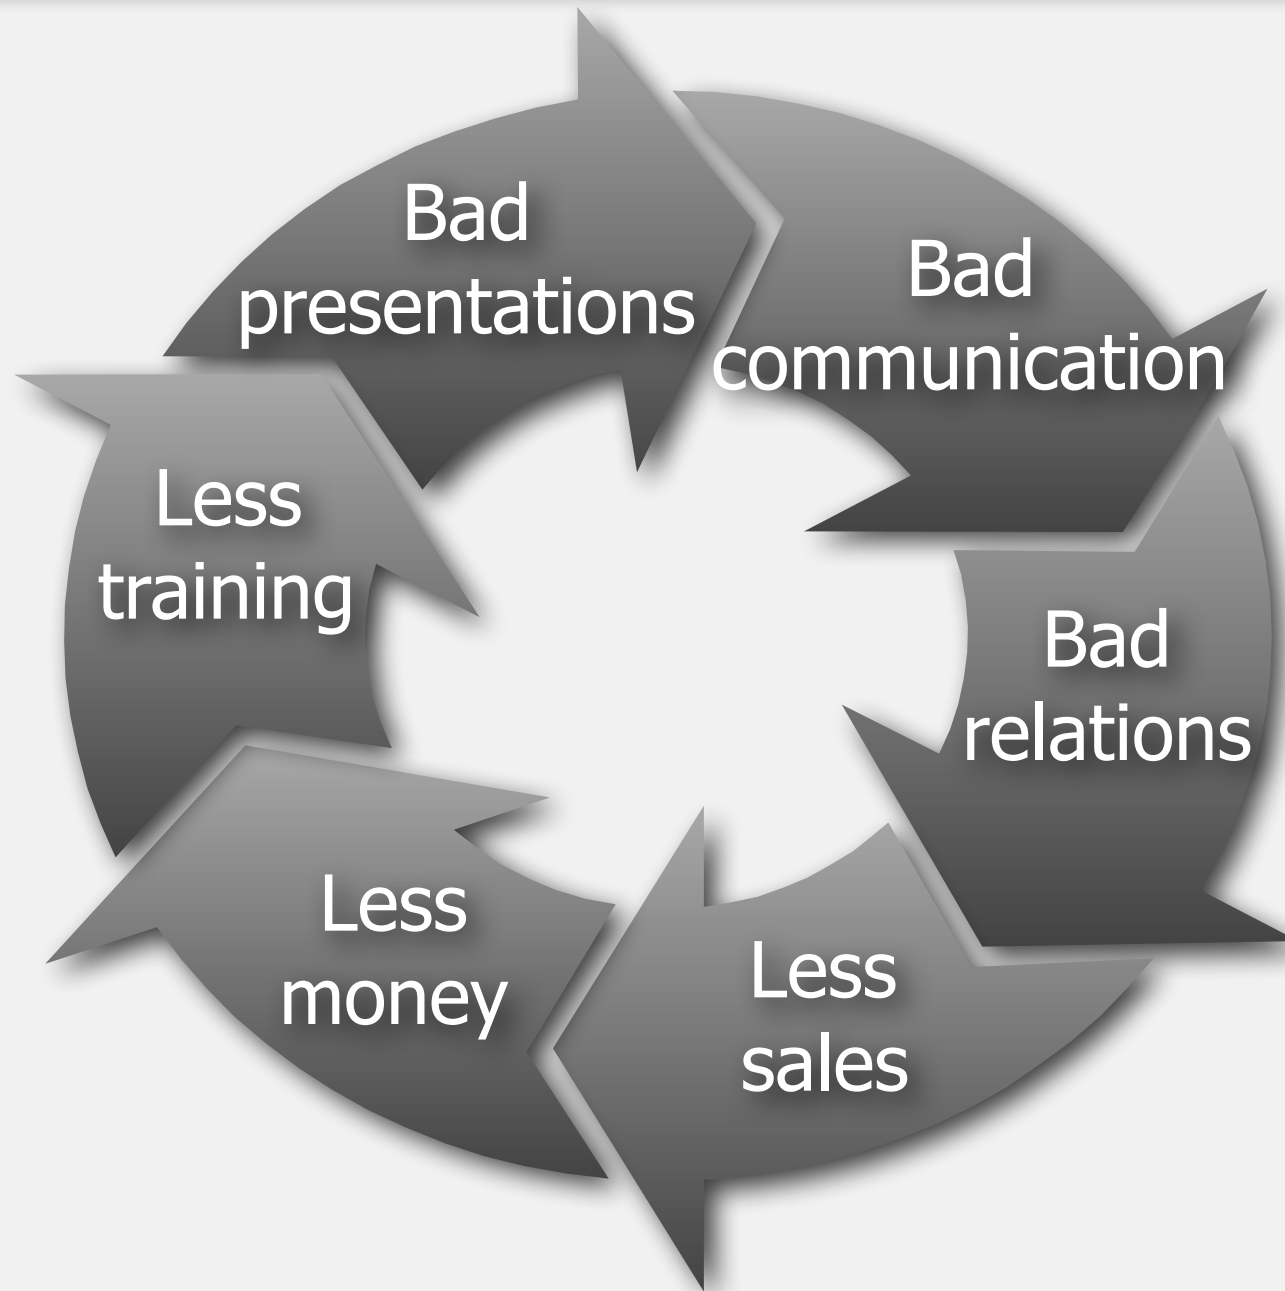 Bad
presentations
Bad
communication
Bad
relations
Less
sales
Less
money
Less
training